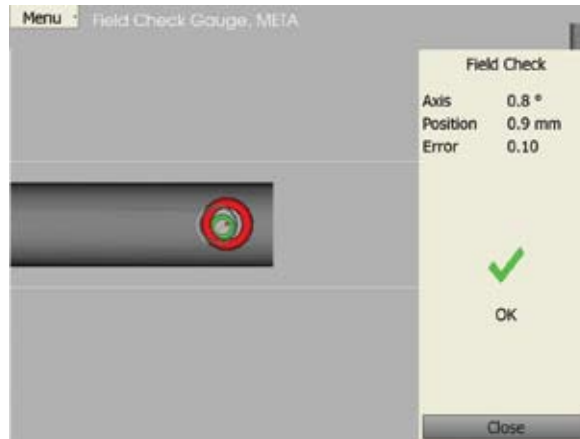 Menu
Field Check Gauge, META
Field Check
Axis 0.8 °
Position 0.9 mm
Error 0.10
OK
Close